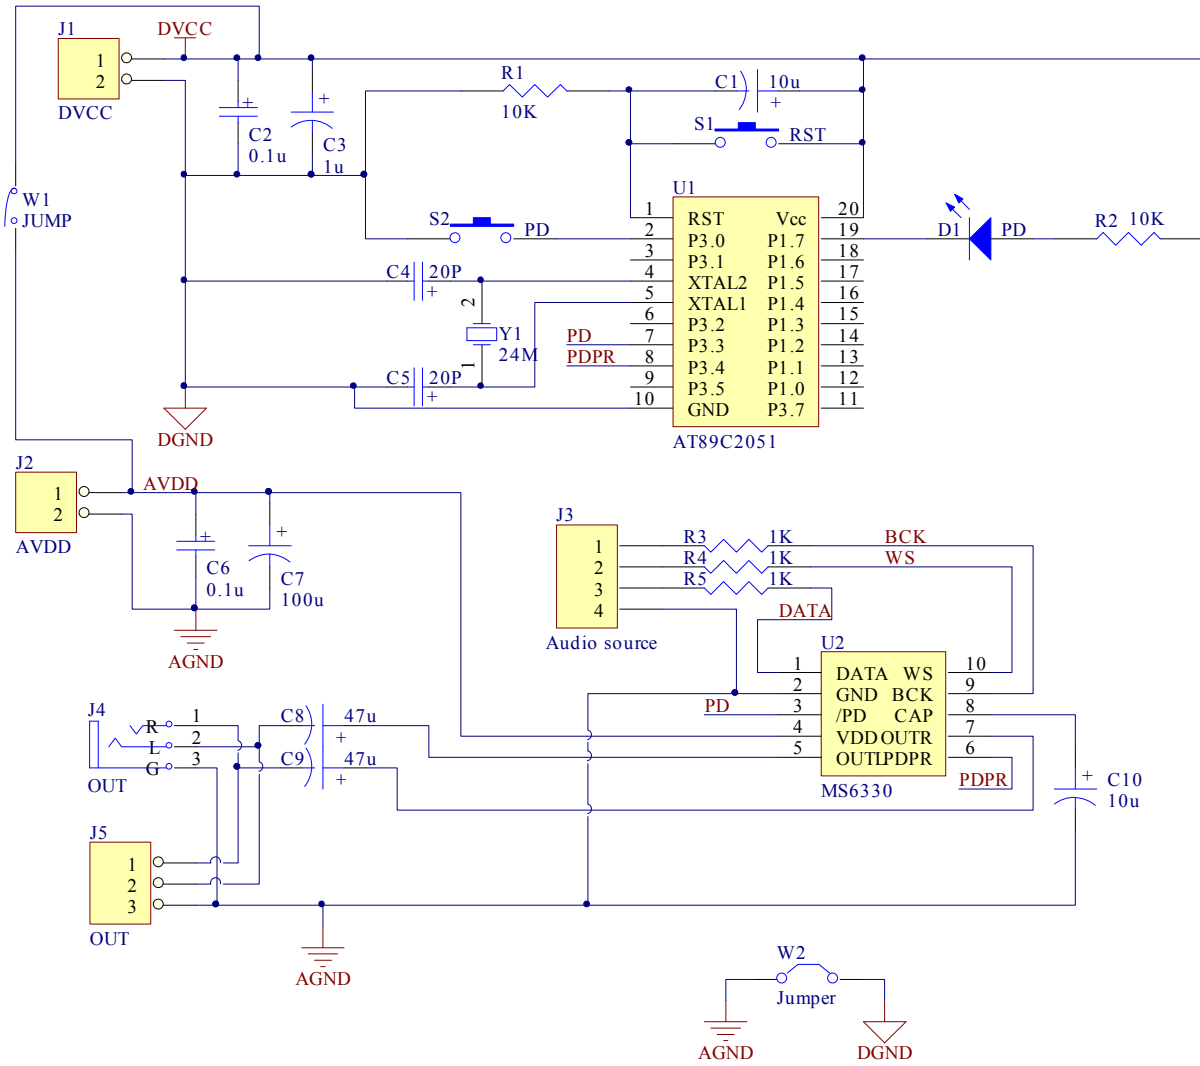 J1
DVCC
1
2
DVCC
C2
0.1u
C3
1u
R1
10K
C1
10u
S1
RST
W1
JUMP
S2
PD
U1
1 RST Vcc 20
2 P3.0 P1.7 19
3 P3.1 P1.6 18
4 XTAL2 P1.5 17
5 XTAL1 P1.4 16
6 P3.2 P1.3 15
7 P3.3 P1.2 14
8 P3.4 P1.1 13
9 P3.5 P1.0 12
10 GND P3.7 11
AT89C2051
D1
PD
R2 10K
C4 20P
2
Y1
24M
1
C5 20P
PD
PDPR
DGND
J2
AVDD
1
2
AVDD
C6
0.1u
C7
100u
AGND
J3
1
2
3
4
Audio source
R3 1K BCK
R4 1K WS
R5 1K
DATA
U2
1 DATA WS 10
2 GND BCK 9
3 /PD CAP 8
4 VDD OUTR 7
5 OUTL PDPR 6
MS6330
PD
PDPR
C10
10u
J4
R 1
L 2
G 3
OUT
C8 47u
C9 47u
J5
1
2
3
OUT
AGND
W2
Jumper
AGND
DGND